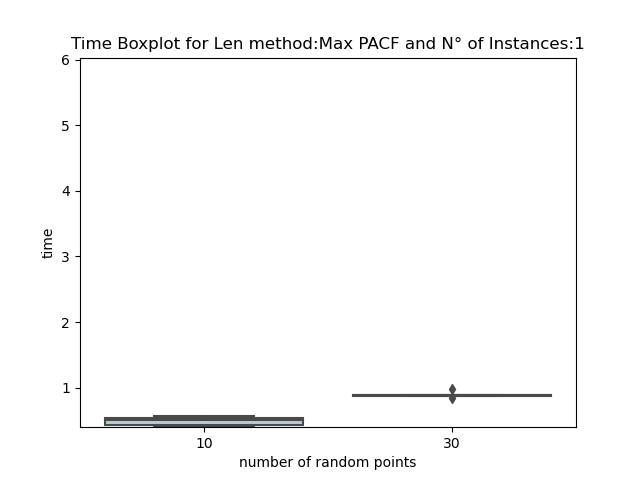 Time Boxplot for Len method:Max PACF and N° of Instances:1
6
5
4
3
2
1
time
10 30
number of random points